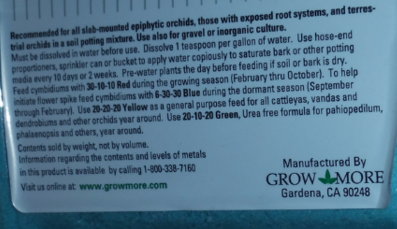 Recommended for all slab-mounted epiphytic orchids, those with exposed root systems, and terres-
trial orchids in a soil potting mixture. Use also for gravel or inorganic culture.
Must be dissolved in water before use. Dissolve 1 teaspoon per gallon of water. Use hose-end
proportioners, sprinkler can or bucket to apply water copiously to saturate bark or other potting
media every 10 days or 2 weeks. Pre-water plants the day before feeding if soil or bark is dry.
Feed cymbidiums with 30-10-10 Red during the growing season (February thru October). To help
initiate flower spike feed cymbidiums with 6-30-30 Blue during the dormant season (September
through February). Use 20-20-20 Yellow as a general purpose feed for all cattleyas, vandas and
dendrobiums and other orchids year around. Use 20-10-20 Green, Urea free formula for pahiopedilum,
phalaenopsis and others, year around.
Contents sold by weight, not by volume.
Information regarding the contents and levels of metals
in this product is available by calling 1-800-338-7160
Visit us online at: www.growmore.com
Manufactured By
GROW MORE
Gardena, CA 90248